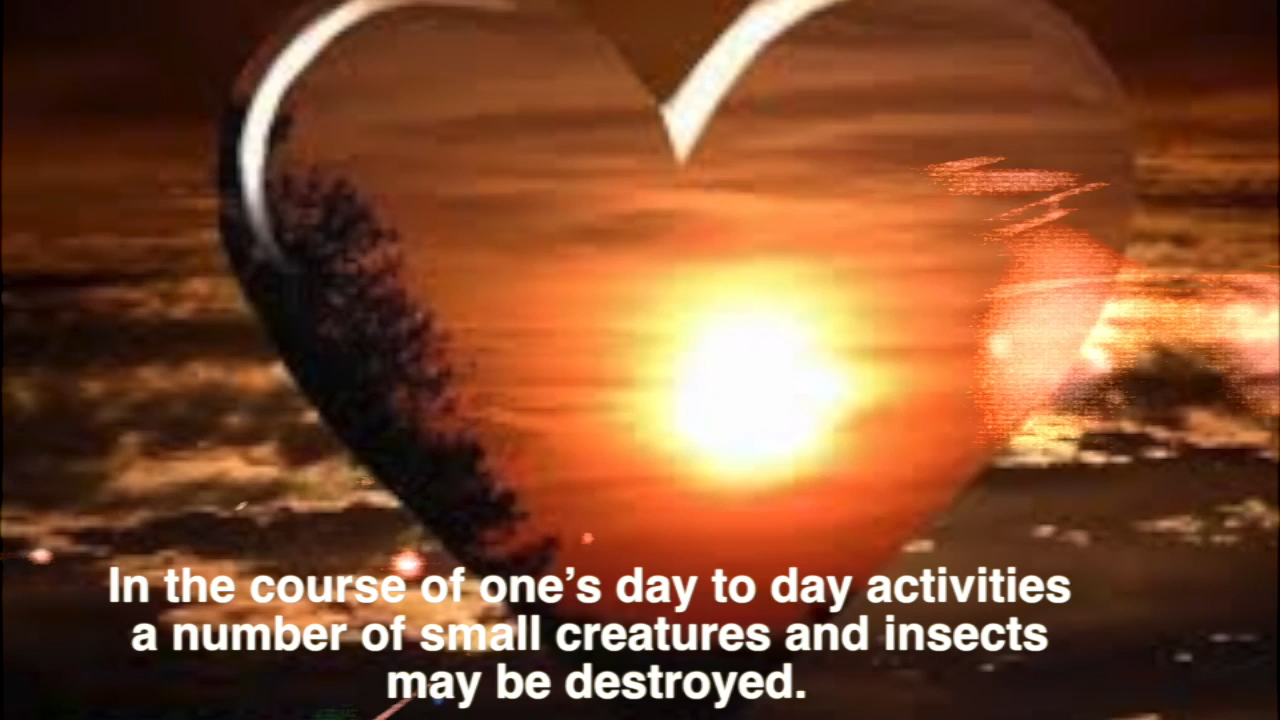 In the course of one’s day to day activities
a number of small creatures and insects
may be destroyed.